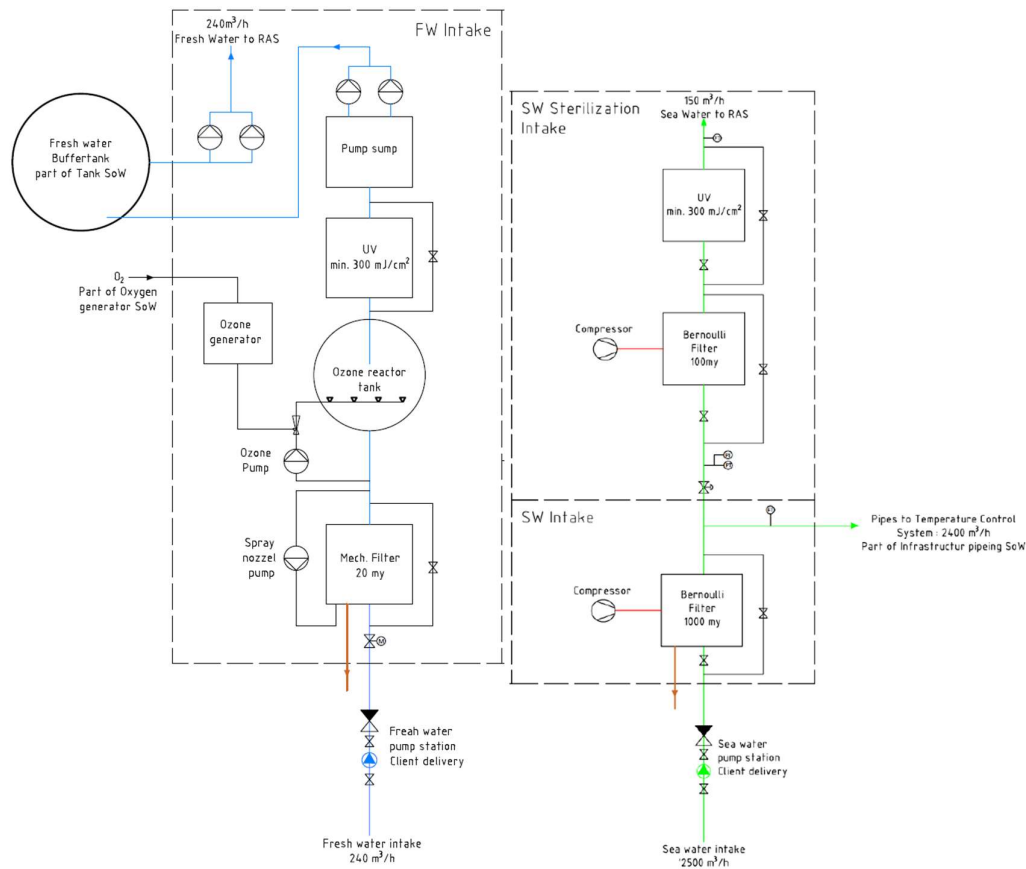 240m³/h
Fresh Water to RAS
FW Intake
Fresh water
Buffertank
part of Tank SoW
Pump sump
UV
min. 300 mJ/cm²
O₂
Part of Oxygen
generator SoW
Ozone
generator
Ozone reactor
tank
Ozone
Pump
Spray
nozzel
pump
Mech. Filter
20 my
M
Freah water
pump station
Client delivery
Fresh water intake
240 m³/h
SW Sterilization
Intake
150 m³/h
Sea Water to RAS
UV
min. 300 mJ/cm²
Compressor
Bernoulli
Filter
100my
SW Intake
Pipes to Temperature Control
System : 2400 m³/h
Part of Infrastructur pipeing SoW
Compressor
Bernoulli
Filter
1000 my
Sea water
pump station
Client delivery
Sea water intake
~2500 m³/h